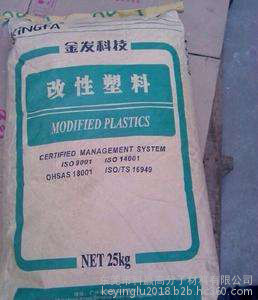 KINGFA
金发科技
改性塑料
MODIFIED PLASTICS
CERTIFIED MANAGEMENT SYSTEM
ISO 9001 ISO 14001
OHSAS 18001 ISO/TS 16949
NET 25kg
keyinglu2018.b2b.hc360.com